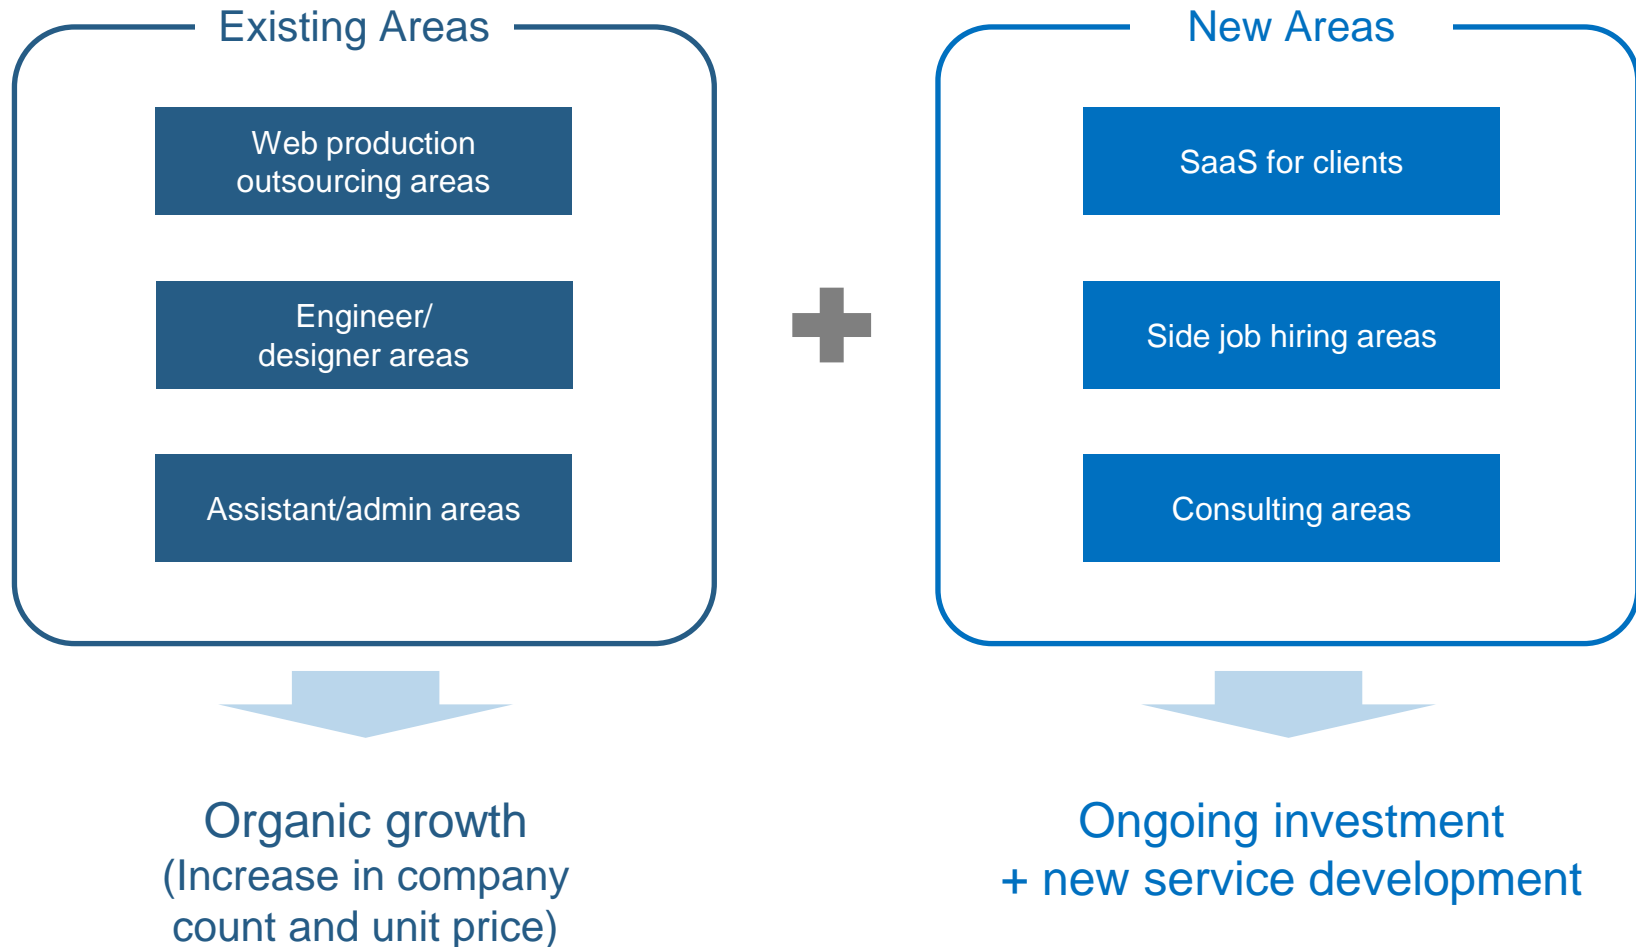 Existing Areas
Web production
outsourcing areas
Engineer/
designer areas
Assistant/admin areas
Organic growth
(Increase in company
count and unit price)
New Areas
SaaS for clients
Side job hiring areas
Consulting areas
Ongoing investment
+ new service development